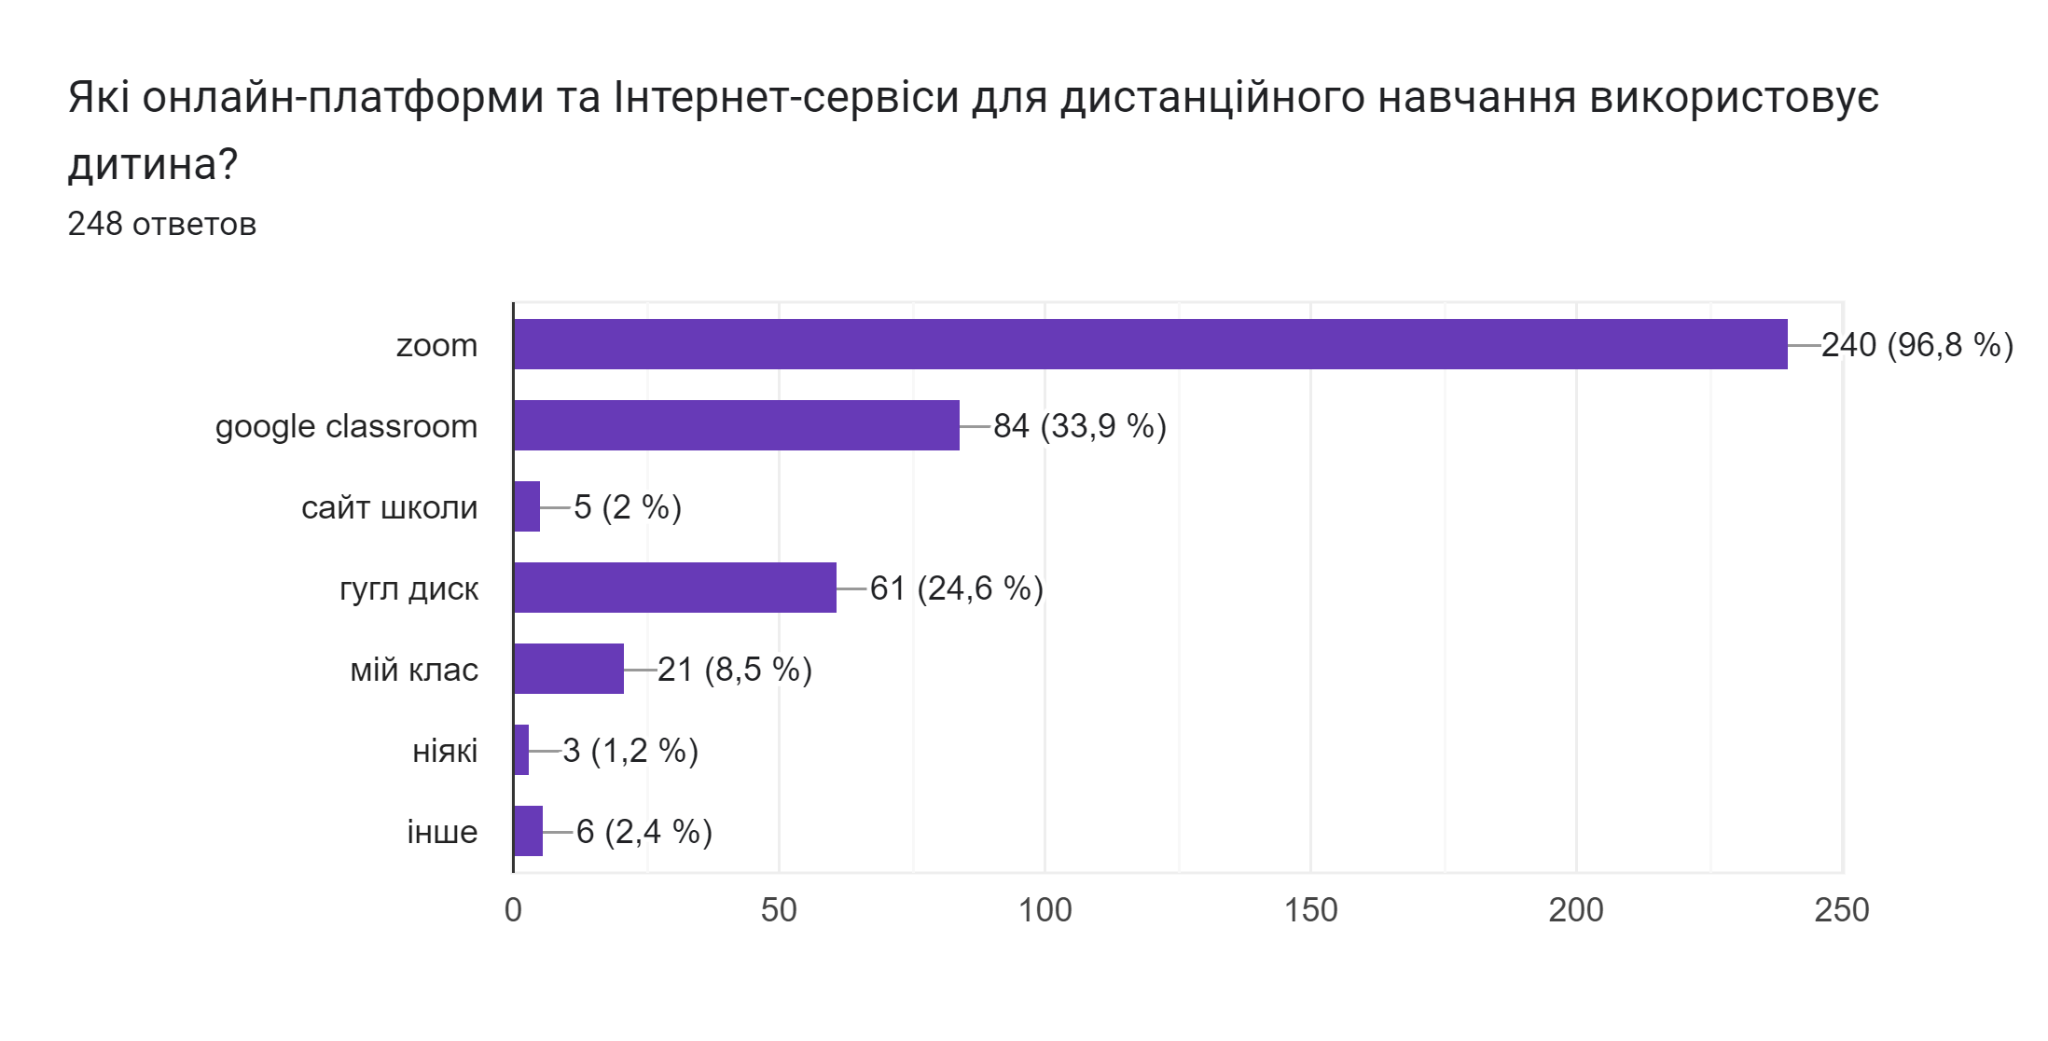 Які онлайн-платформи та Інтернет-сервіси для дистанційного навчання використовує
дитина?
248 ответов
zoom 240 (96,8 %)
google classroom 84 (33,9 %)
сайт школи 5 (2 %)
гугл диск 61 (24,6 %)
мій клас 21 (8,5 %)
ніякі 3 (1,2 %)
інше 6 (2,4 %)
0 50 100 150 200 250